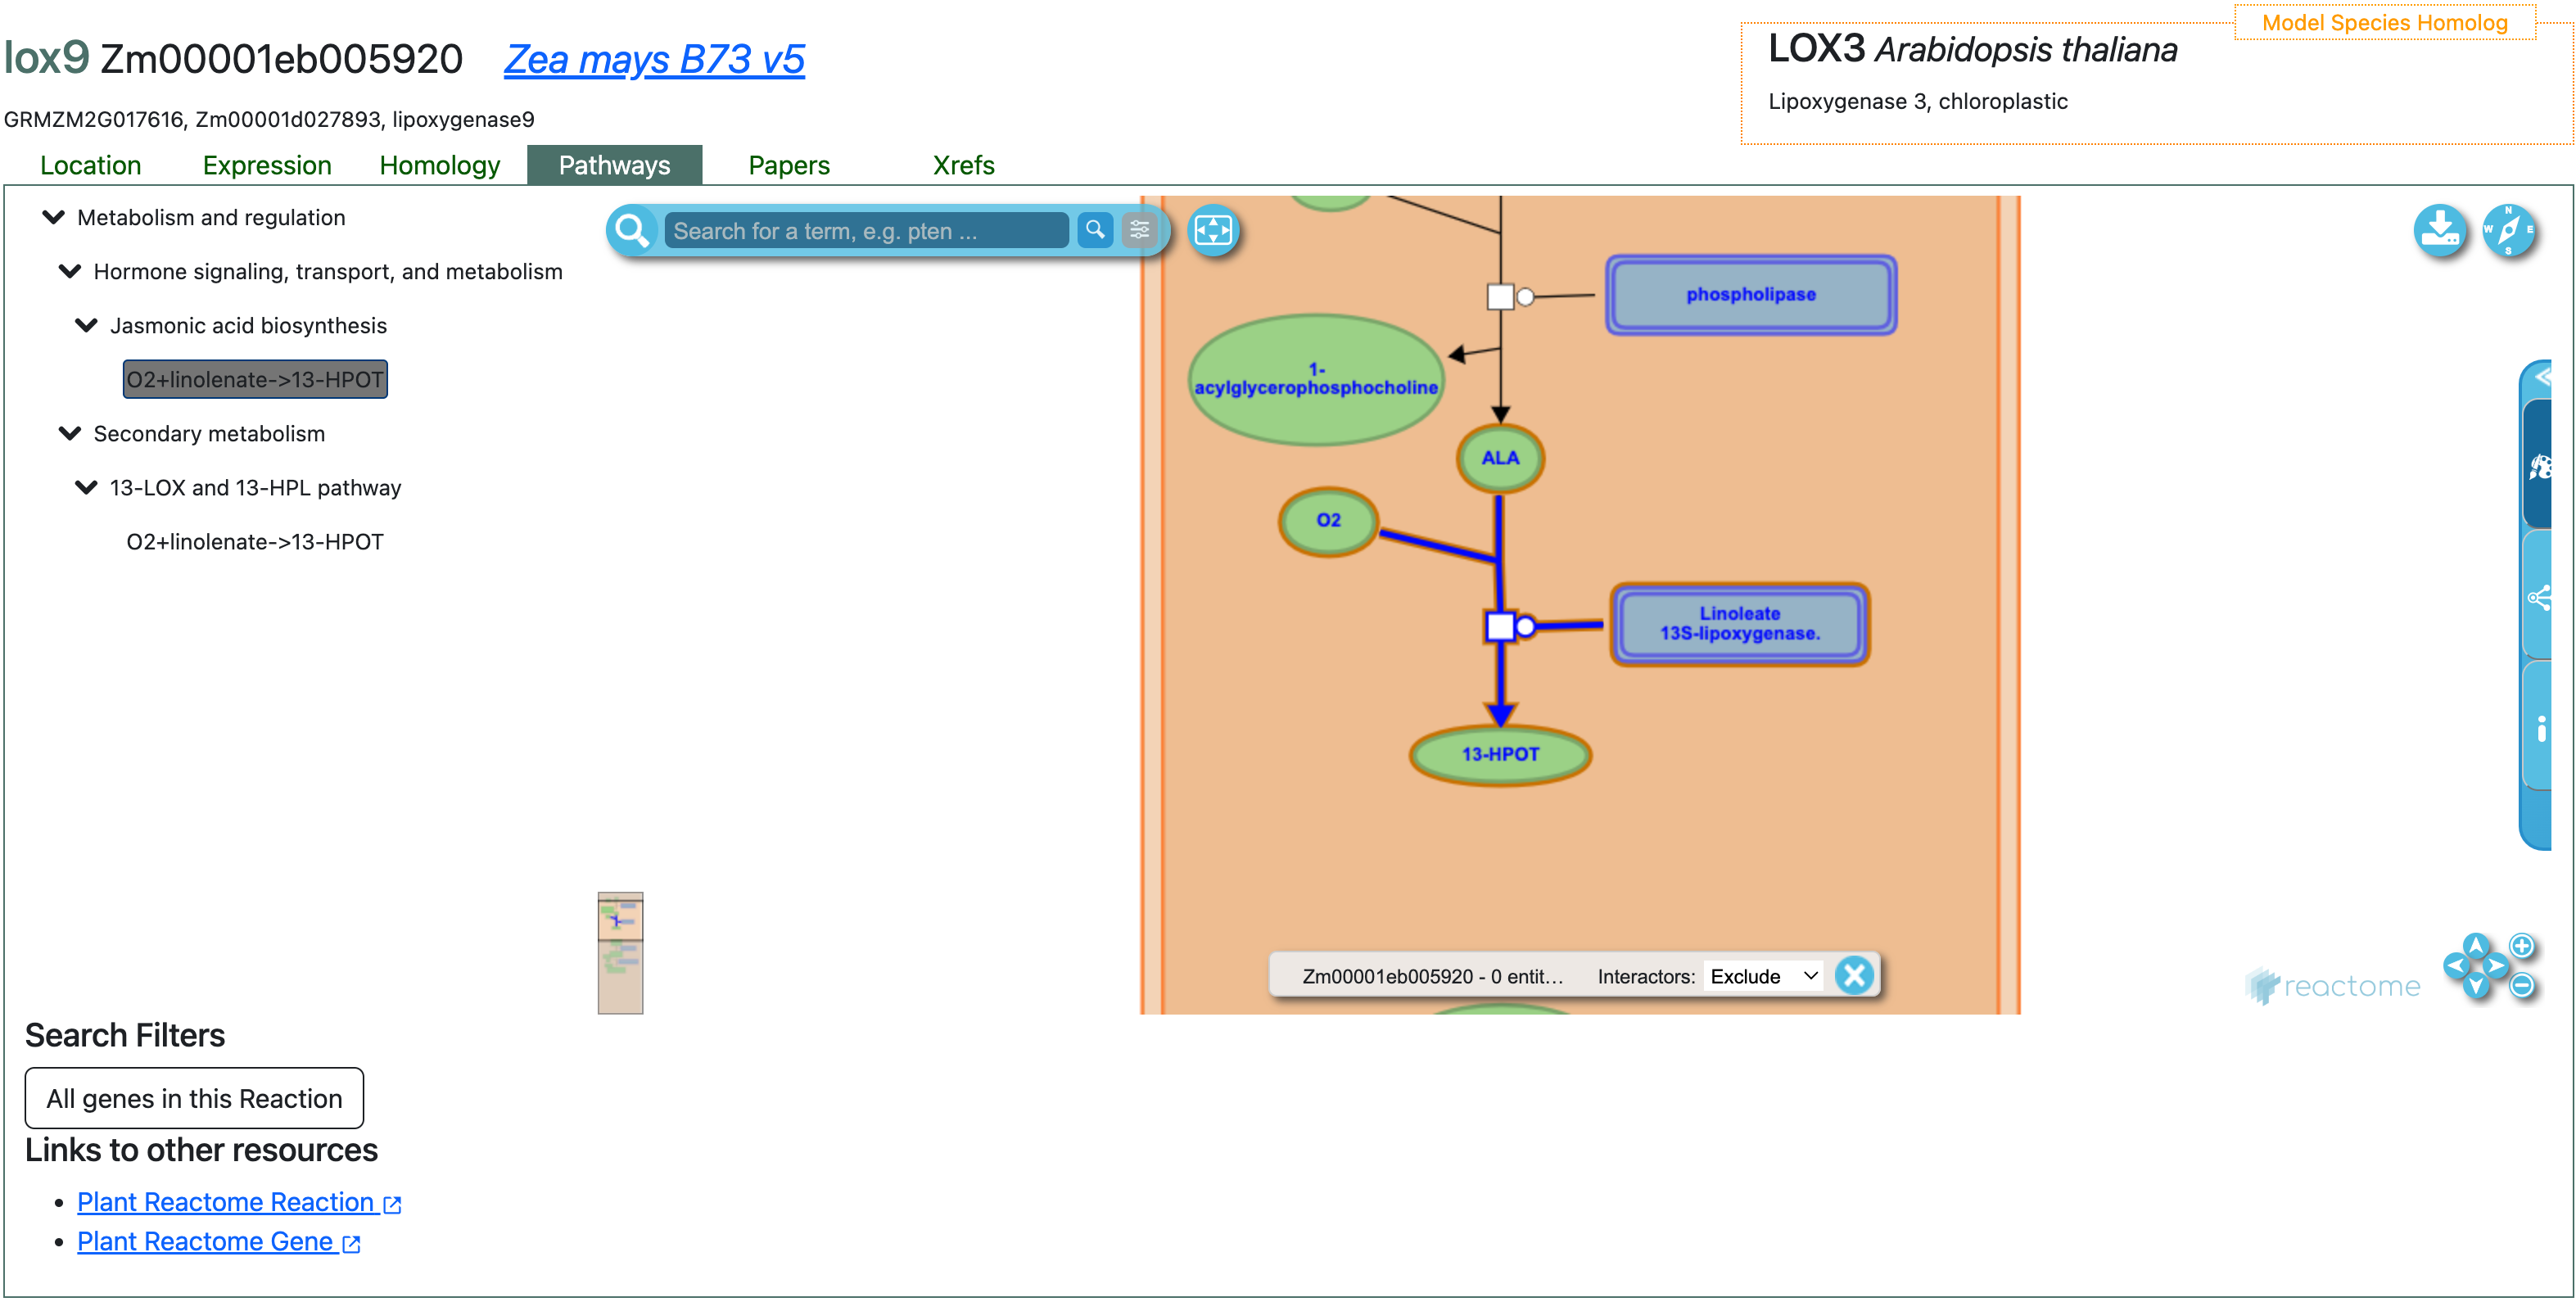 Model Species Homolog
lox9 Zm00001eb005920 Zea mays B73 v5
LOX3 Arabidopsis thaliana
Lipoxygenase 3, chloroplastic
GRMZM2G017616, Zm00001d027893, lipoxygenase9
Location Expression Homology Pathways Papers Xrefs
Metabolism and regulation
Hormone signaling, transport, and metabolism
Jasmonic acid biosynthesis
O2+linolenate->13-HPOT
Secondary metabolism
13-LOX and 13-HPL pathway
O2+linolenate->13-HPOT
Search for a term, e.g. pten ...
N
W E
S
phospholipase
1-
acylglycerophosphocholine
ALA
O2
Linoleate
13S-lipoxygenase.
13-HPOT
Zm00001eb005920 - 0 entit... Interactors: Exclude
reactome
Search Filters
All genes in this Reaction
Links to other resources
Plant Reactome Reaction
Plant Reactome Gene